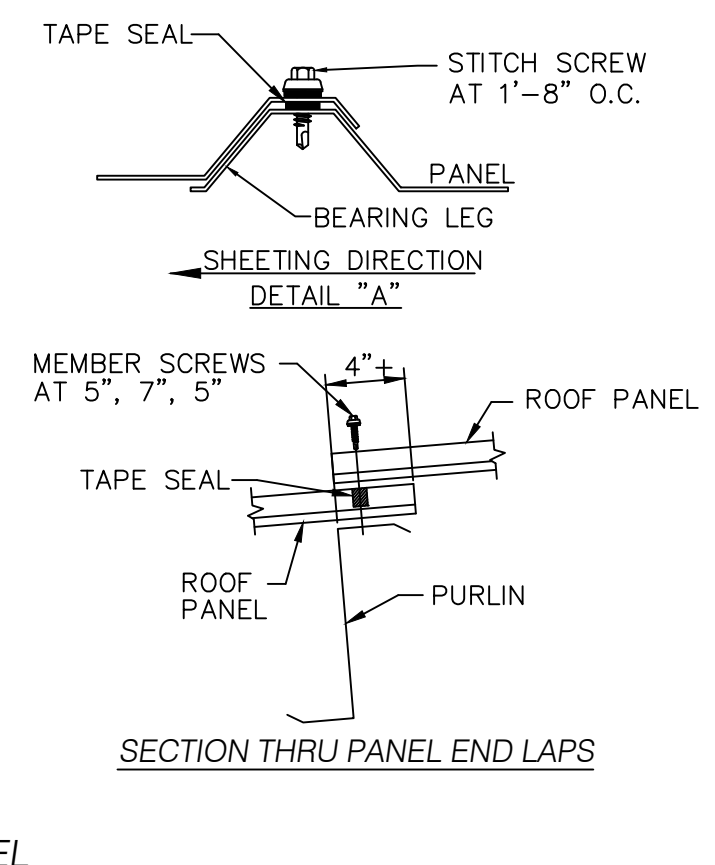 TAPE SEAL
STITCH SCREW
AT 1'-8" O.C.
PANEL
BEARING LEG
SHEETING DIRECTION
DETAIL "A"
MEMBER SCREWS
AT 5", 7", 5"
4"+
ROOF PANEL
TAPE SEAL
ROOF
PANEL
PURLIN
SECTION THRU PANEL END LAPS
EL